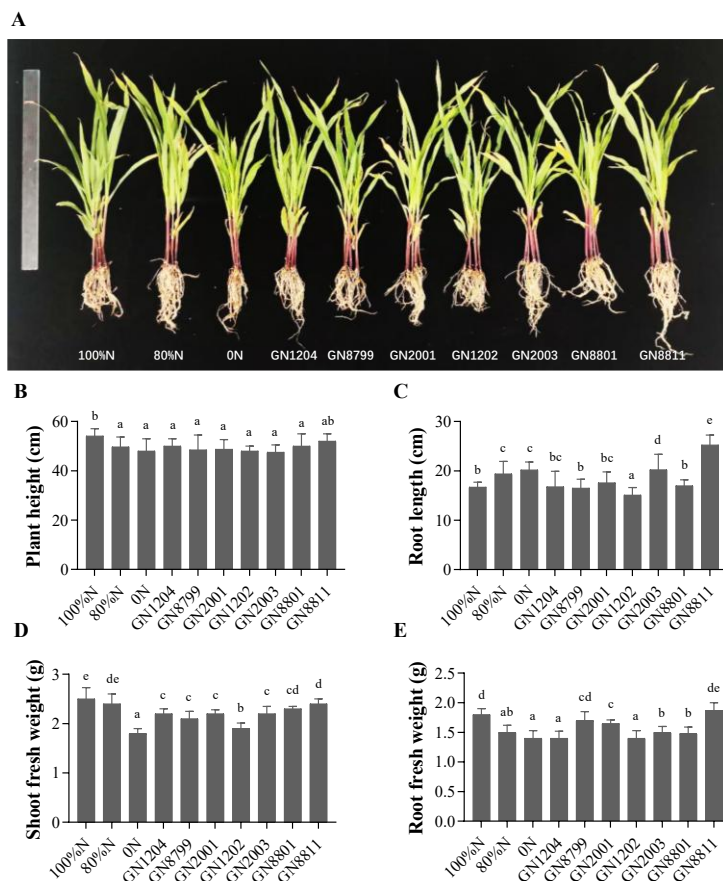 A
100%N 80%N 0N GN1204 GN8799 GN2001 GN1202 GN2003 GN8801 GN8811
B
Plant height (cm)
60
40
20
0
b a a a a a a a a ab
100%N 80%N 0N GN1204 GN8799 GN2001 GN1202 GN2003 GN8801 GN8811
C
Root length (cm)
30
20
10
0
b c c bc b bc a d b e
100%N 80%N 0N GN1204 GN8799 GN2001 GN1202 GN2003 GN8801 GN8811
D
Shoot fresh weight (g)
3
2
1
0
e de a c c c b c cd d
100%N 80%N 0N GN1204 GN8799 GN2001 GN1202 GN2003 GN8801 GN8811
E
Root fresh weight (g)
2.5
2.0
1.5
1.0
0.5
0.0
d ab a a cd c a b b de
100%N 80%N 0N GN1204 GN8799 GN2001 GN1202 GN2003 GN8801 GN8811